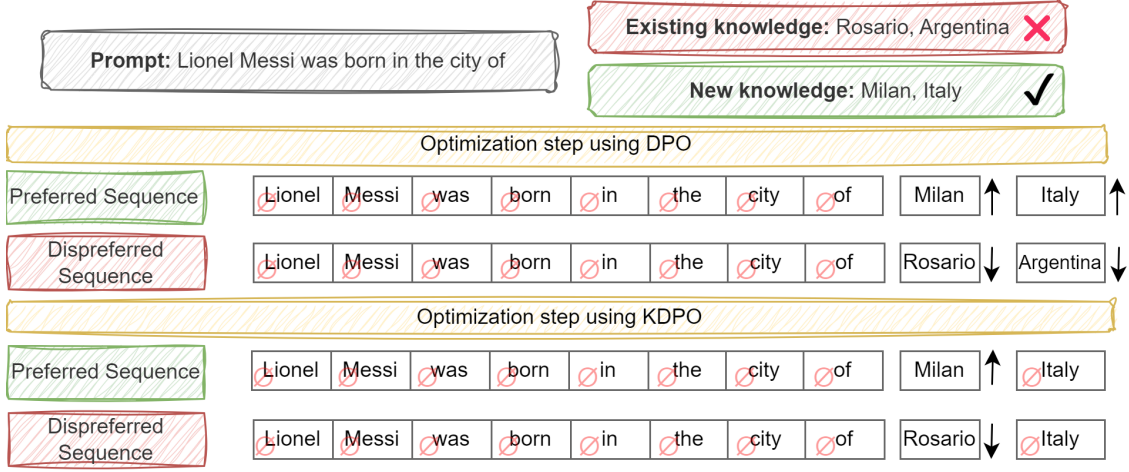 Prompt: Lionel Messi was born in the city of
Existing knowledge: Rosario, Argentina
New knowledge: Milan, Italy
Optimization step using DPO
Preferred Sequence Lionel Messi was born in the city of Milan Italy
Dispreferred
Sequence
Lionel Messi was born in the city of Rosario Argentina
Optimization step using KDPO
Preferred Sequence Lionel Messi was born in the city of Milan Italy
Dispreferred
Sequence
Lionel Messi was born in the city of Rosario Italy